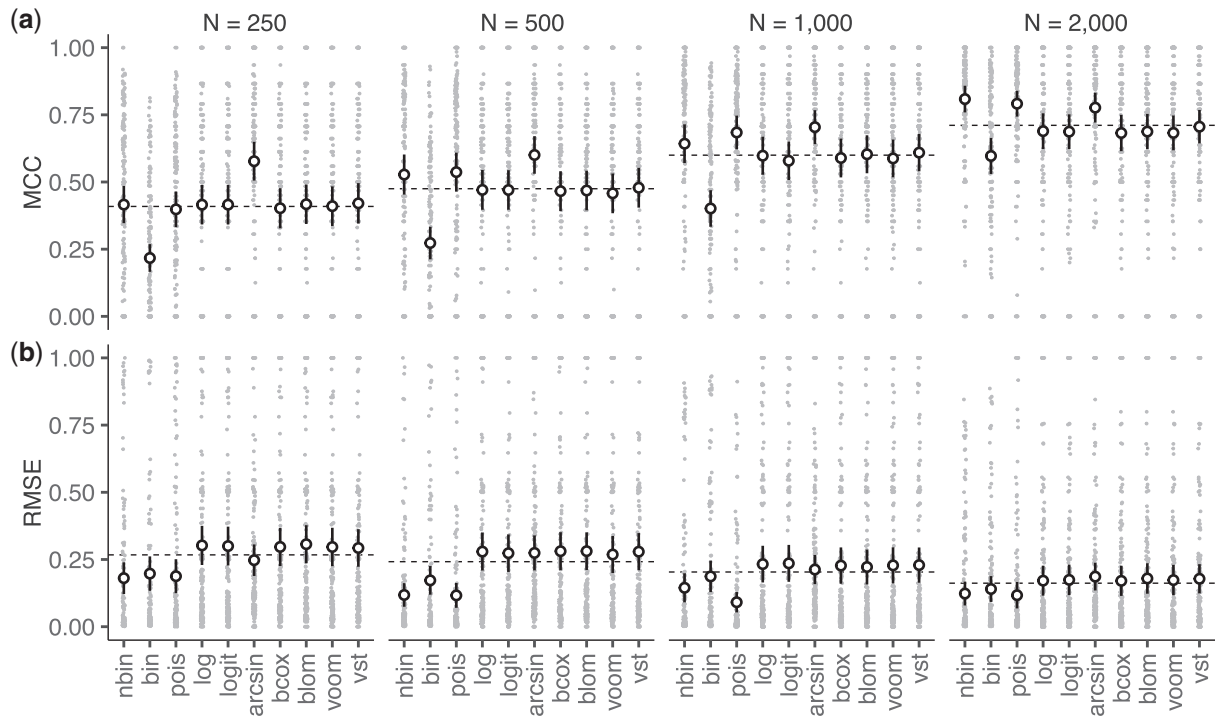 (a) N = 250 N = 500 N = 1,000 N = 2,000
1.00
0.75
0.50
0.25
0.00
MCC
(b)
1.00
0.75
0.50
0.25
0.00
RMSE
nbin bin pois log logit arcsin bcox blom voom vst nbin bin pois log logit arcsin bcox blom voom vst nbin bin pois log logit arcsin bcox blom voom vst nbin bin pois log logit arcsin bcox blom voom vst